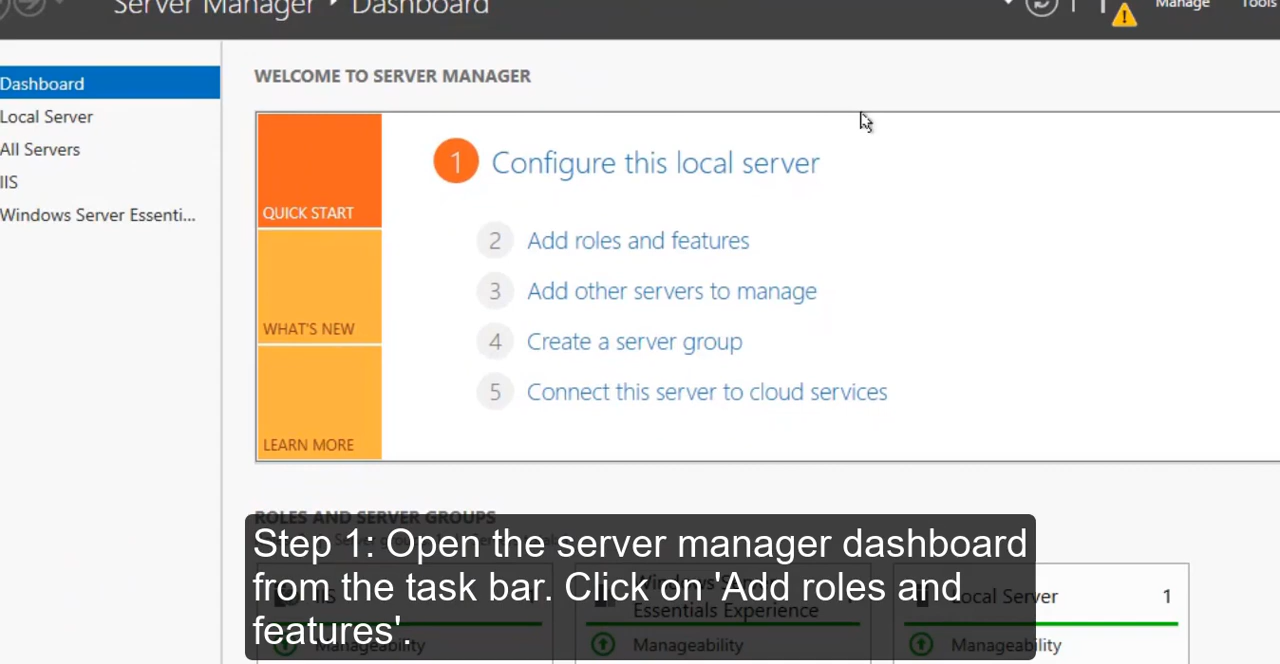 Server Manager ‣ Dashboard
Manage
Tools
Dashboard
Local Server
All Servers
IIS
Windows Server Essenti...
WELCOME TO SERVER MANAGER
QUICK START
WHAT'S NEW
LEARN MORE
1 Configure this local server
2 Add roles and features
3 Add other servers to manage
4 Create a server group
5 Connect this server to cloud services
ROLES AND SERVER GROUPS
Step 1: Open the server manager dashboard
from the task bar. Click on 'Add roles and
features'.
IIS
Windows Server
Essentials Experience
Local Server 1
Manageability
Manageability
Manageability